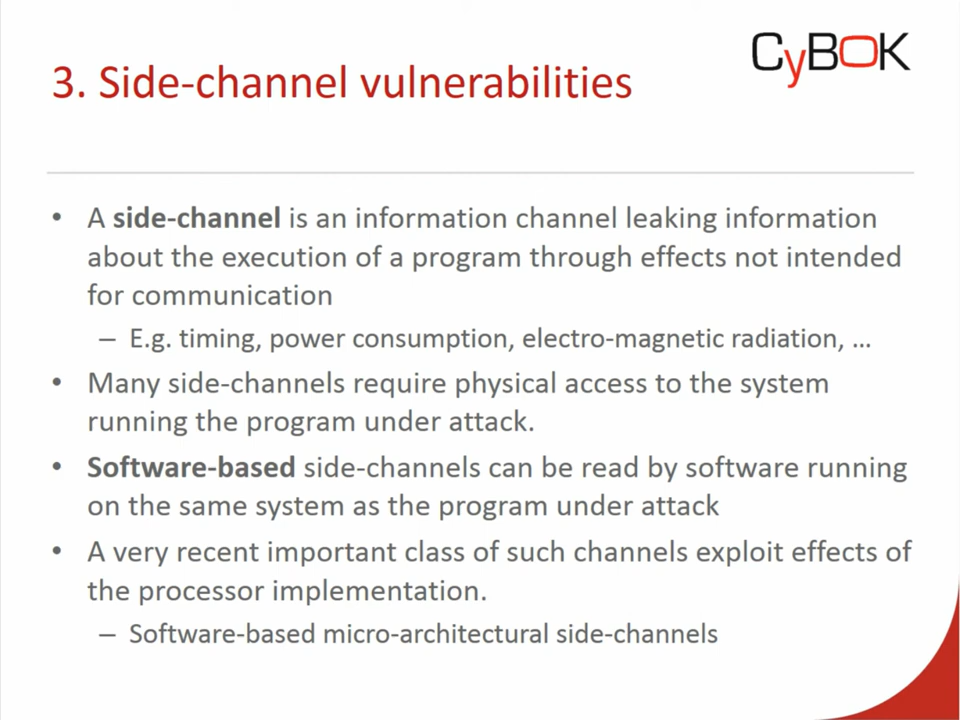 CyBOK
3. Side-channel vulnerabilities
• A side-channel is an information channel leaking information
about the execution of a program through effects not intended
for communication
– E.g. timing, power consumption, electro-magnetic radiation, ...
• Many side-channels require physical access to the system
running the program under attack.
• Software-based side-channels can be read by software running
on the same system as the program under attack
• A very recent important class of such channels exploit effects of
the processor implementation.
– Software-based micro-architectural side-channels